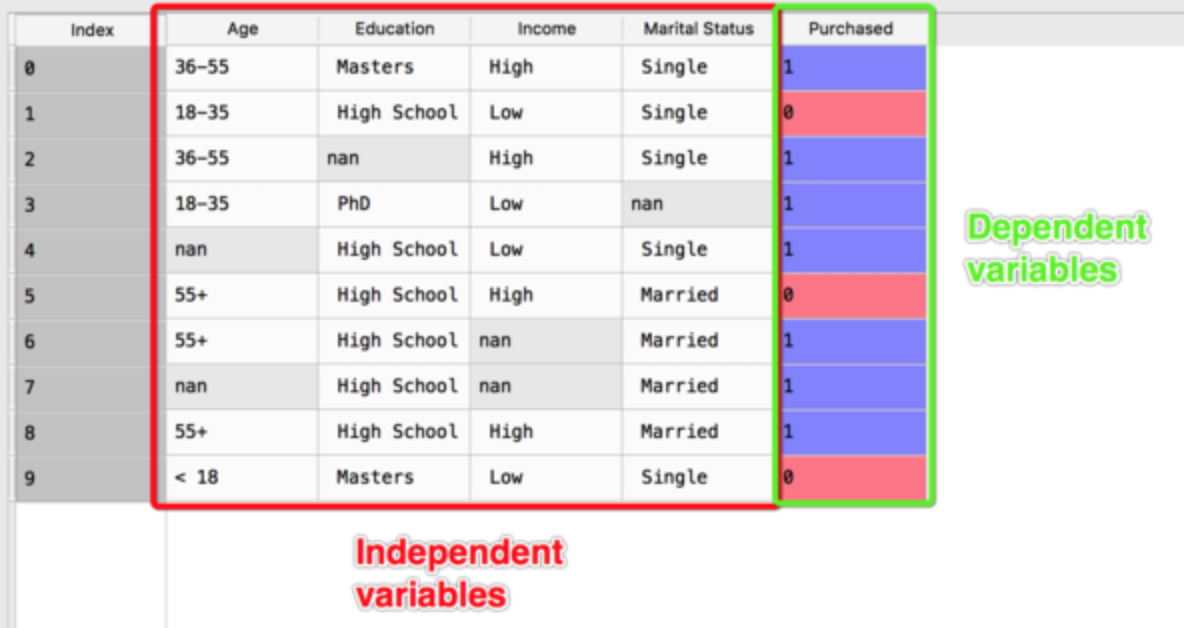 Index Age Education Income Marital Status Purchased
0 36-55 Masters High Single 1
1 18-35 High School Low Single 0
2 36-55 nan High Single 1
3 18-35 PhD Low nan 1
4 nan High School Low Single 1
5 55+ High School High Married 0
6 55+ High School nan Married 1
7 nan High School nan Married 1
8 55+ High School High Married 1
9 < 18 Masters Low Single 0
Dependent
variables
Independent
variables